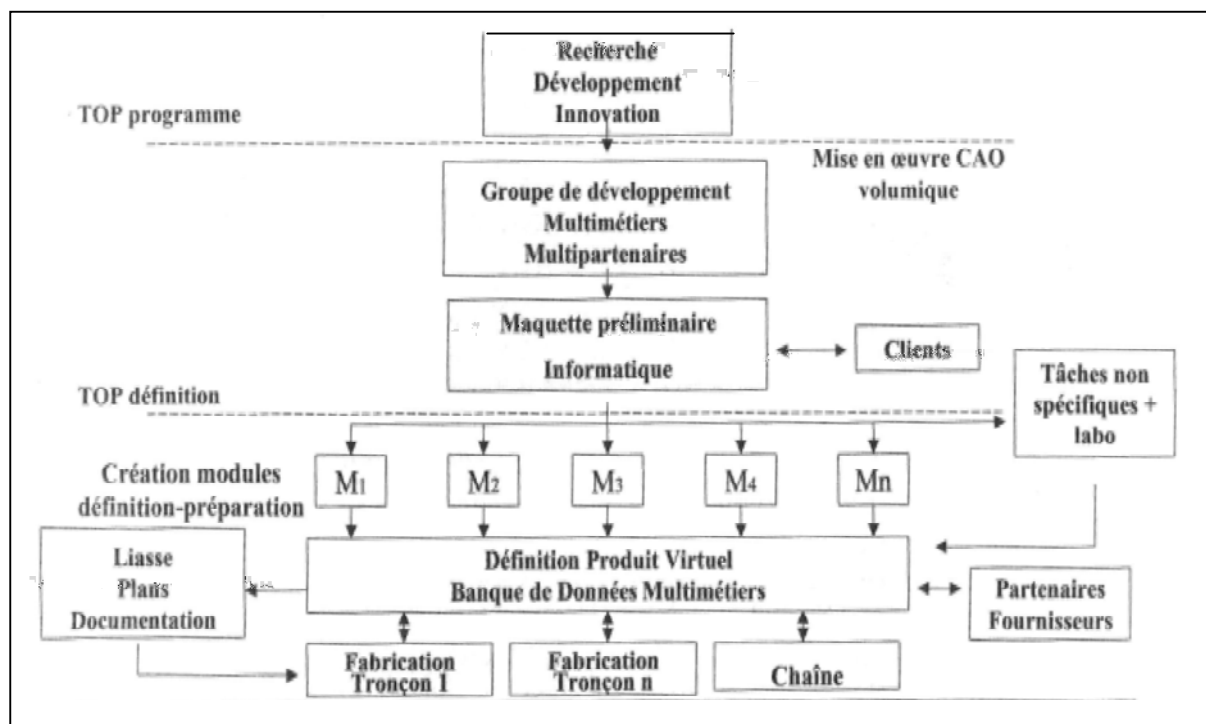 Recherché
Développement
Innovation
TOP programme
Mise en œuvre CAO
volumique
Groupe de développement
Multimétiers
Multipartenaires
Maquette préliminaire
Informatique
Clients
TOP définition
Tâches non
spécifiques +
labo
Création modules
définition-préparation
M1
M2
M3
M4
Mn
Liasse
Plans
Documentation
Définition Produit Virtuel
Banque de Données Multimétiers
Partenaires
Fournisseurs
Fabrication
Tronçon 1
Fabrication
Tronçon n
Chaîne